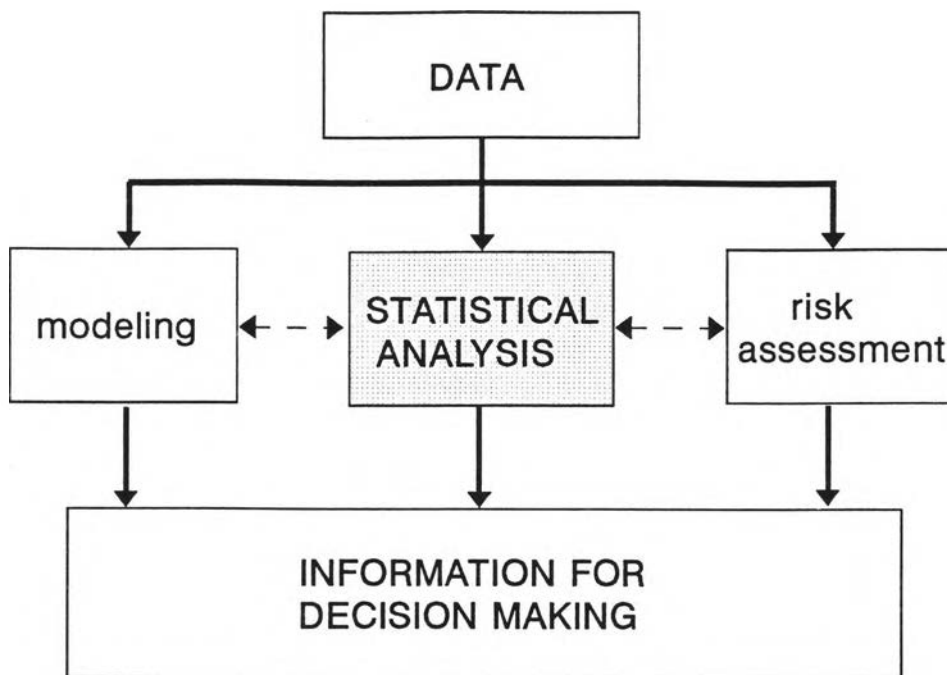 DATA
modeling
STATISTICAL
ANALYSIS
risk
assessment
INFORMATION FOR
DECISION MAKING